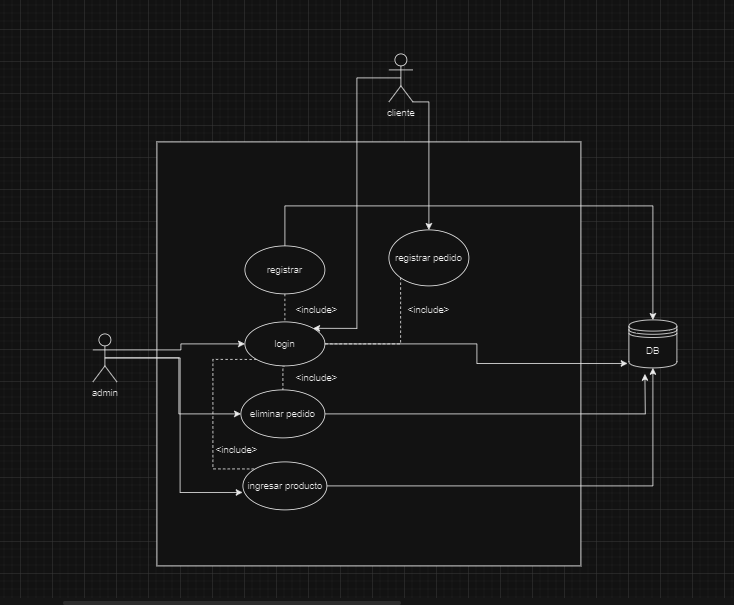 cliente
registrar
registrar pedido
<include>
<include>
login
DB
admin
<include>
eliminar pedido
<include>
ingresar producto